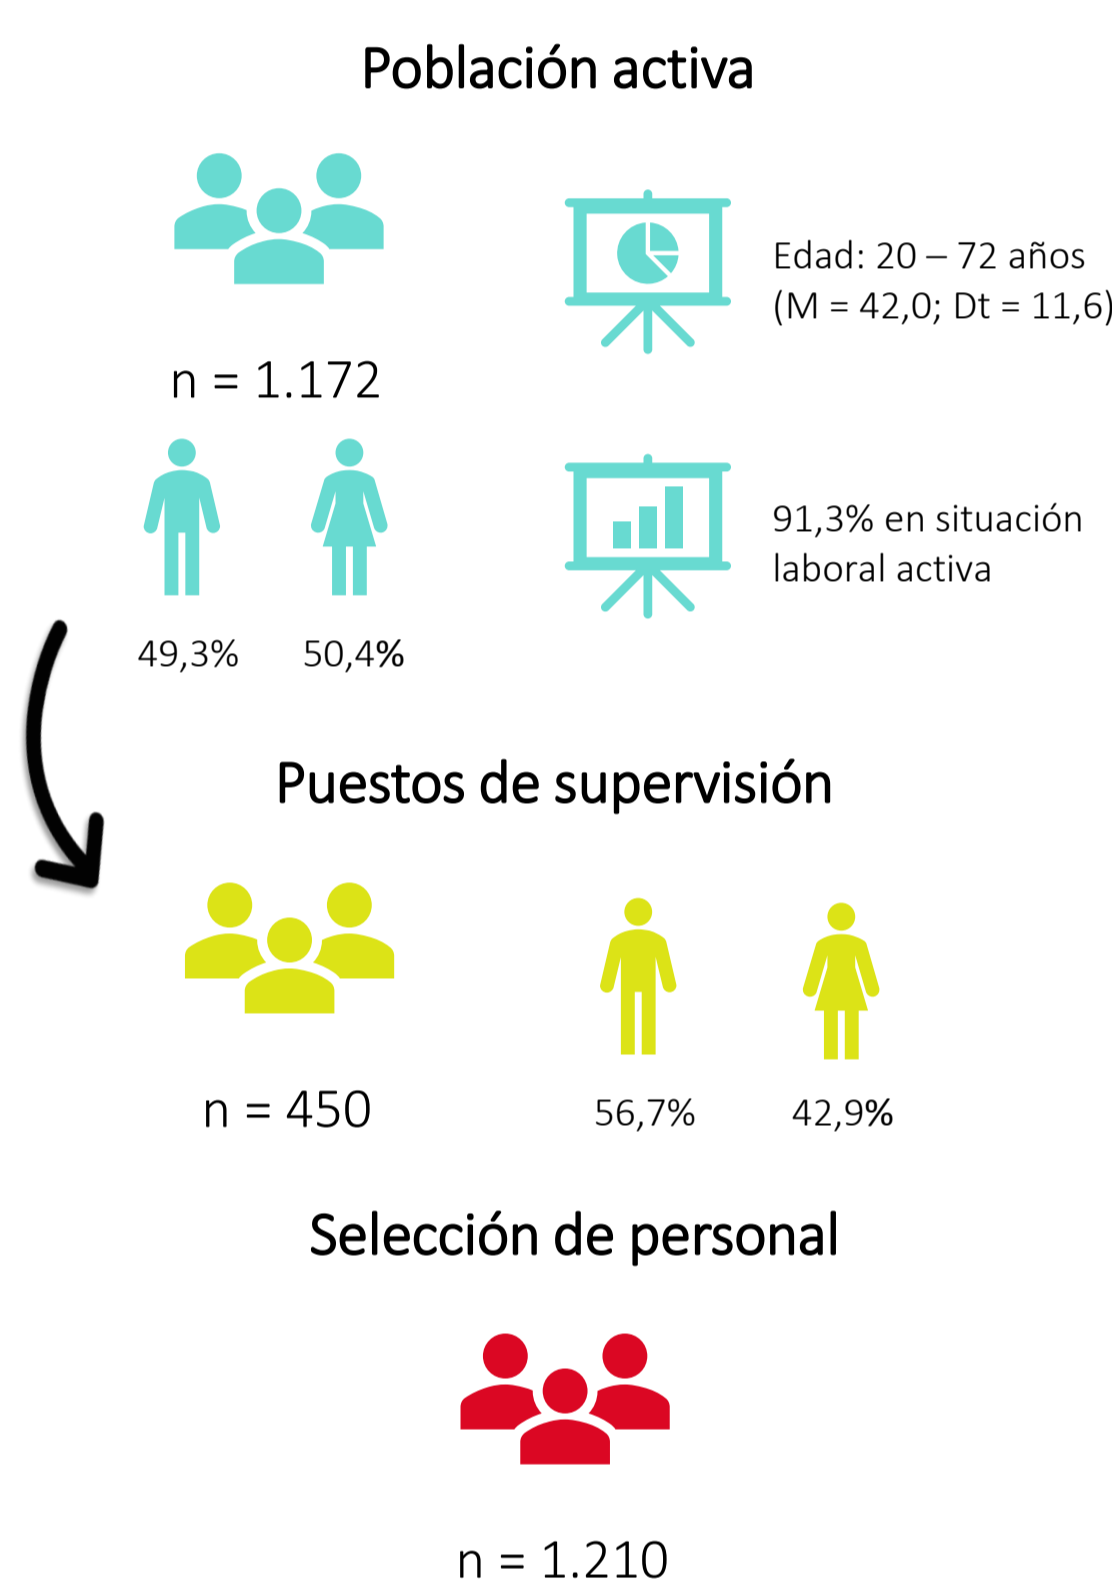 Población activa
Edad: 20 – 72 años
(M = 42,0; Dt = 11,6)
n = 1.172
91,3% en situación
laboral activa
49,3% 50,4%
Puestos de supervisión
n = 450
56,7% 42,9%
Selección de personal
n = 1.210